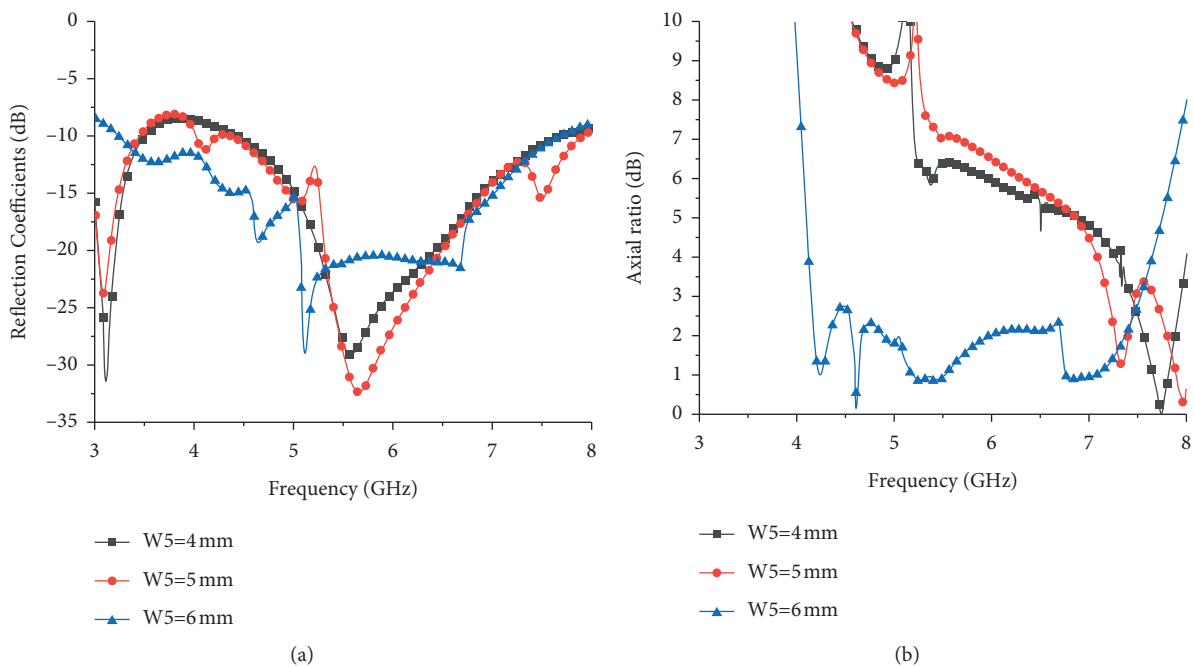 0
−5
−10
−15
−20
−25
−30
−35
Reflection Coefficients (dB)
3 4 5 6 7 8
Frequency (GHz)
W5=4 mm
W5=5 mm
W5=6 mm
(a)
10
9
8
7
6
5
4
3
2
1
0
Axial ratio (dB)
3 4 5 6 7 8
Frequency (GHz)
W5=4 mm
W5=5 mm
W5=6 mm
(b)